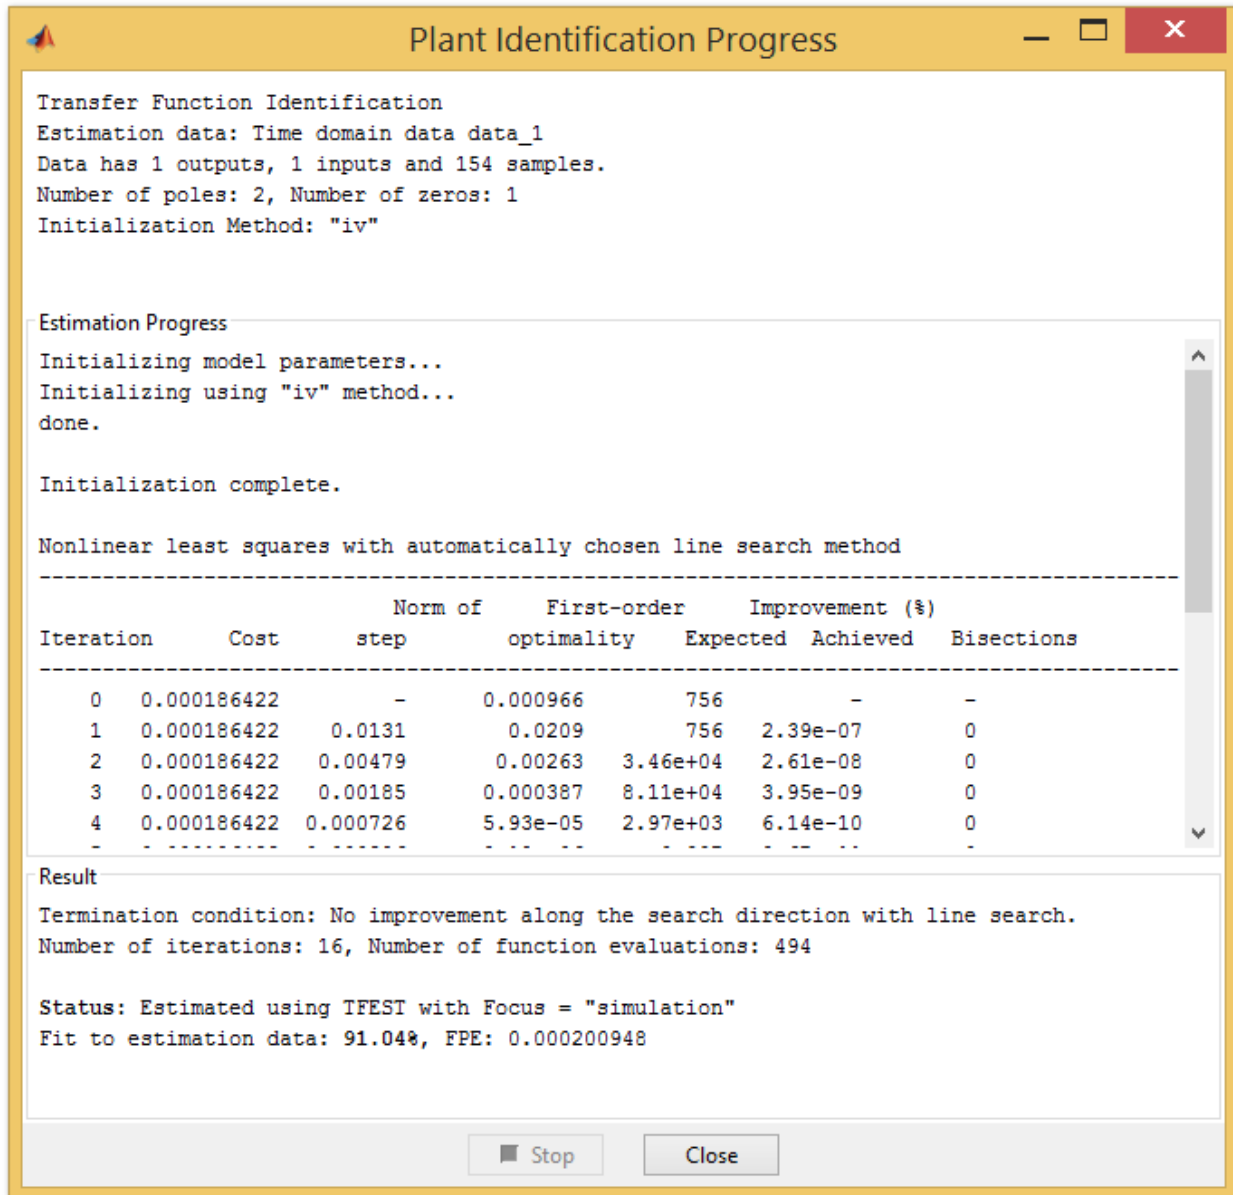 Plant Identification Progress
Transfer Function Identification
Estimation data: Time domain data data_1
Data has 1 outputs, 1 inputs and 154 samples.
Number of poles: 2, Number of zeros: 1
Initialization Method: "iv"
Estimation Progress
Initializing model parameters...
Initializing using "iv" method...
done.
Initialization complete.
Nonlinear least squares with automatically chosen line search method
------------------------------------------------------------------------------------------
Norm of First-order Improvement (%)
Iteration Cost step optimality Expected Achieved Bisections
------------------------------------------------------------------------------------------
0 0.000186422 - 0.000966 756 - -
1 0.000186422 0.0131 0.0209 756 2.39e-07 0
2 0.000186422 0.00479 0.00263 3.46e+04 2.61e-08 0
3 0.000186422 0.00185 0.000387 8.11e+04 3.95e-09 0
4 0.000186422 0.000726 5.93e-05 2.97e+03 6.14e-10 0
Result
Termination condition: No improvement along the search direction with line search.
Number of iterations: 16, Number of function evaluations: 494
Status: Estimated using TFEST with Focus = "simulation"
Fit to estimation data: 91.04%, FPE: 0.000200948
Stop Close